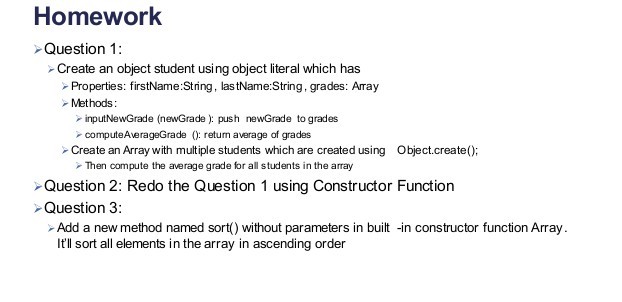 Homework
Question 1:
Create an object student using object literal which has
Properties: firstName:String, lastName:String, grades: Array
Methods:
inputNewGrade (newGrade ): push newGrade to grades
computeAverageGrade (): return average of grades
Create an Array with multiple students which are created using Object.create();
Then compute the average grade for all students in the array
Question 2: Redo the Question 1 using Constructor Function
Question 3:
Add a new method named sort() without parameters in built -in constructor function Array.
It'll sort all elements in the array in ascending order